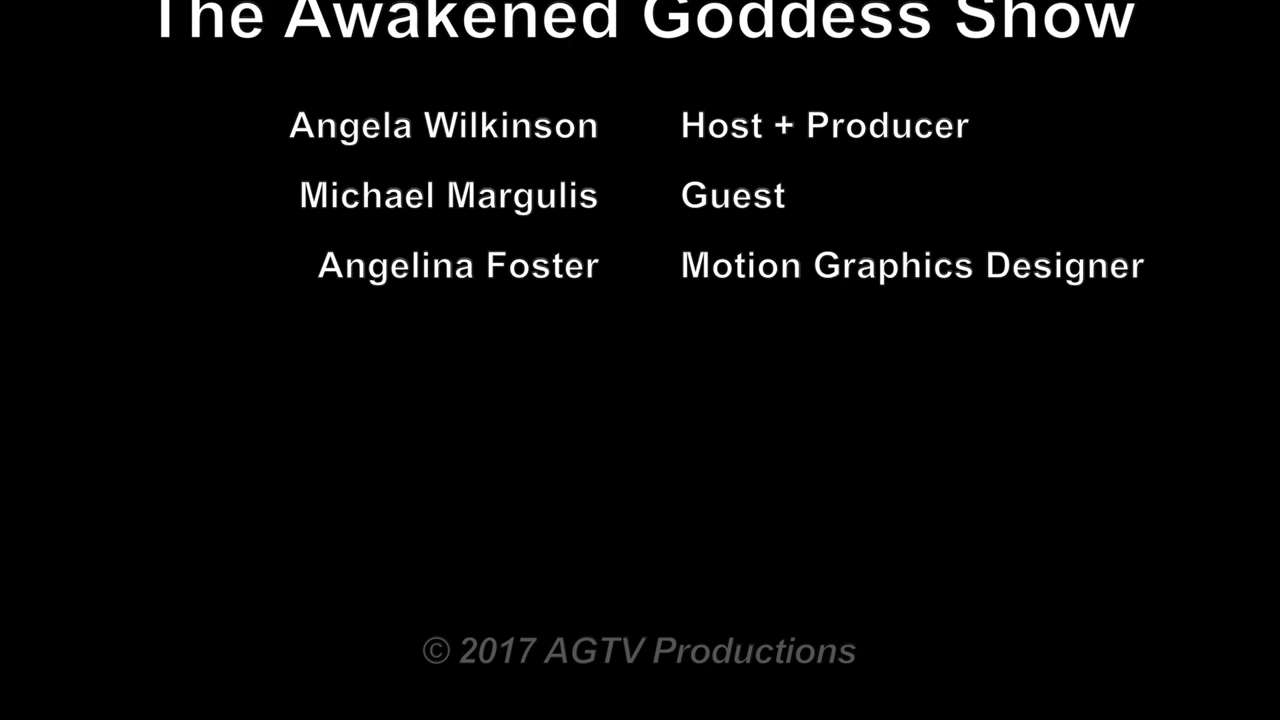 The Awakened Goddess Show
Angela Wilkinson Host + Producer
Michael Margulis Guest
Angelina Foster Motion Graphics Designer
© 2017 AGTV Productions